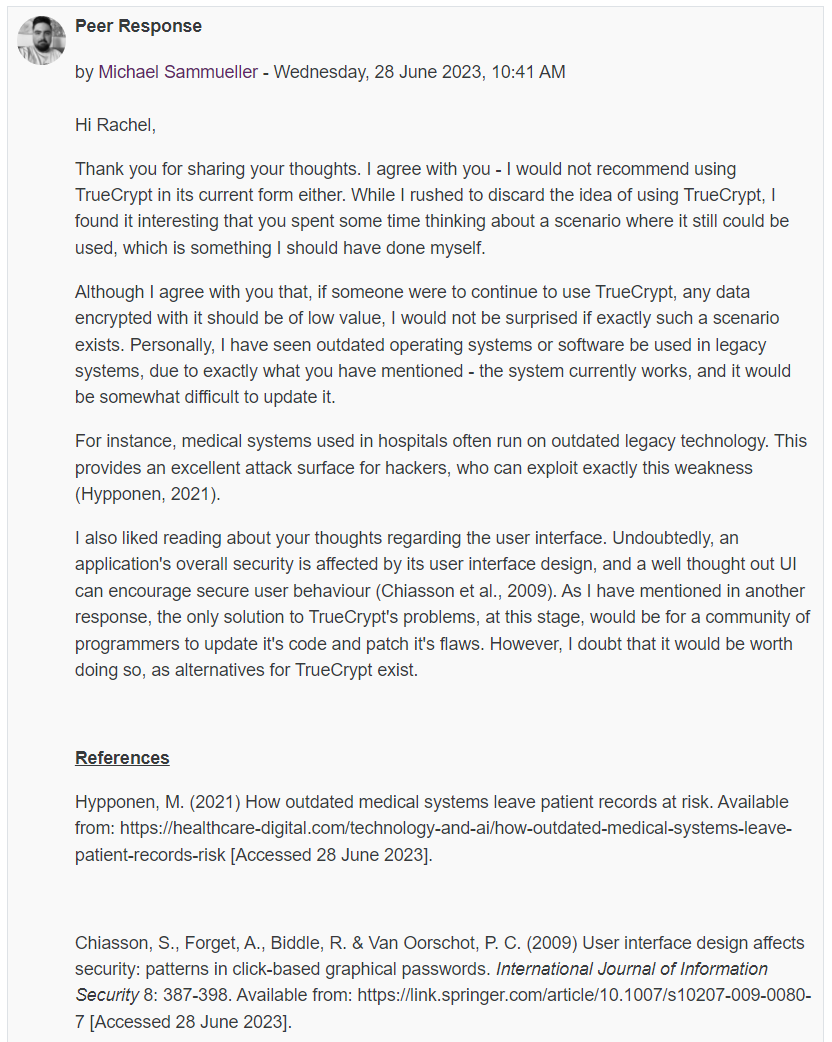 Peer Response
by Michael Sammueller - Wednesday, 28 June 2023, 10:41 AM
Hi Rachel,
Thank you for sharing your thoughts. I agree with you - I would not recommend using
TrueCrypt in its current form either. While I rushed to discard the idea of using TrueCrypt, I
found it interesting that you spent some time thinking about a scenario where it still could be
used, which is something I should have done myself.
Although I agree with you that, if someone were to continue to use TrueCrypt, any data
encrypted with it should be of low value, I would not be surprised if exactly such a scenario
exists. Personally, I have seen outdated operating systems or software be used in legacy
systems, due to exactly what you have mentioned - the system currently works, and it would
be somewhat difficult to update it.
For instance, medical systems used in hospitals often run on outdated legacy technology. This
provides an excellent attack surface for hackers, who can exploit exactly this weakness
(Hypponen, 2021).
I also liked reading about your thoughts regarding the user interface. Undoubtedly, an
application's overall security is affected by its user interface design, and a well thought out UI
can encourage secure user behaviour (Chiasson et al., 2009). As I have mentioned in another
response, the only solution to TrueCrypt's problems, at this stage, would be for a community of
programmers to update it's code and patch it's flaws. However, I doubt that it would be worth
doing so, as alternatives for TrueCrypt exist.
References
Hypponen, M. (2021) How outdated medical systems leave patient records at risk. Available
from: https://healthcare-digital.com/technology-and-ai/how-outdated-medical-systems-leave-
patient-records-risk [Accessed 28 June 2023].
Chiasson, S., Forget, A., Biddle, R. & Van Oorschot, P. C. (2009) User interface design affects
security: patterns in click-based graphical passwords. International Journal of Information
Security 8: 387-398. Available from: https://link.springer.com/article/10.1007/s10207-009-0080-
7 [Accessed 28 June 2023].